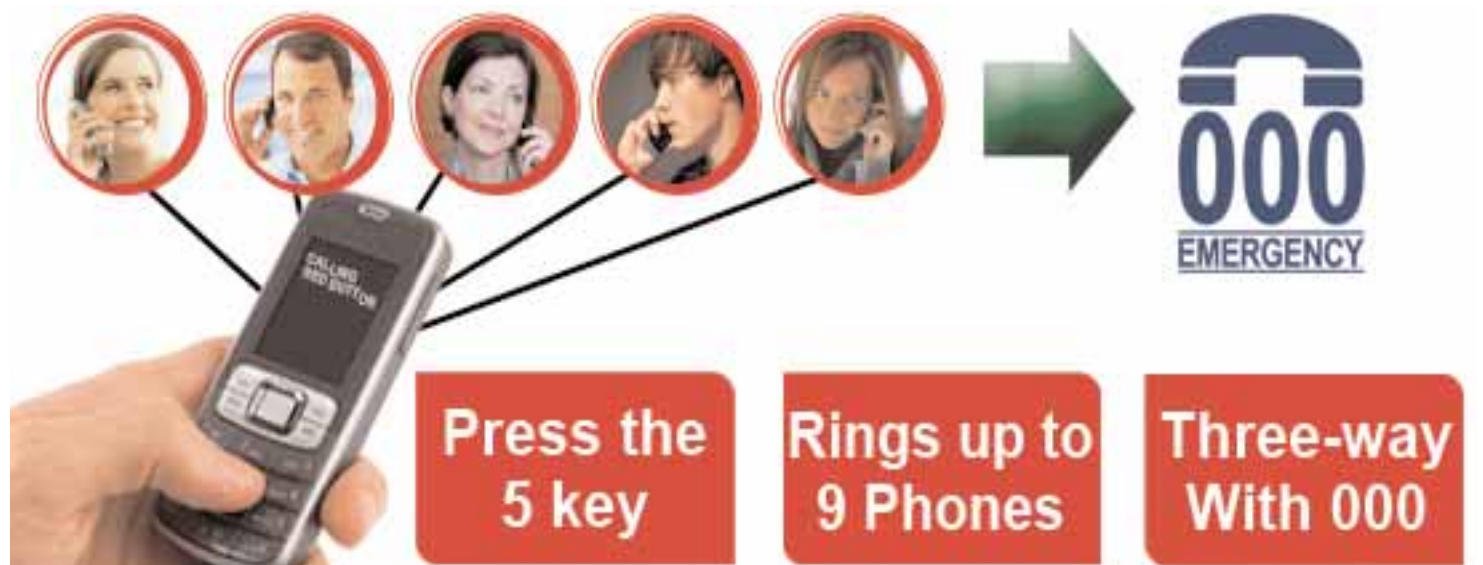 000
EMERGENCY
CALLING
RED BUTTON
Press the
5 key
Rings up to
9 Phones
Three-way
With 000